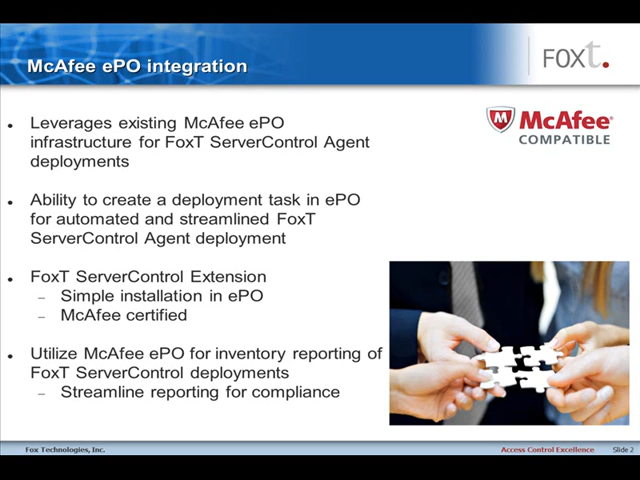 McAfee ePO integration
FOXT.
McAfee®
COMPATIBLE
• Leverages existing McAfee ePO
infrastructure for FoxT ServerControl Agent
deployments
• Ability to create a deployment task in ePO
for automated and streamlined FoxT
ServerControl Agent deployment
• FoxT ServerControl Extension
– Simple installation in ePO
– McAfee certified
• Utilize McAfee ePO for inventory reporting of
FoxT ServerControl deployments
– Streamline reporting for compliance
Fox Technologies, Inc.
Access Control Excellence
Slide 2